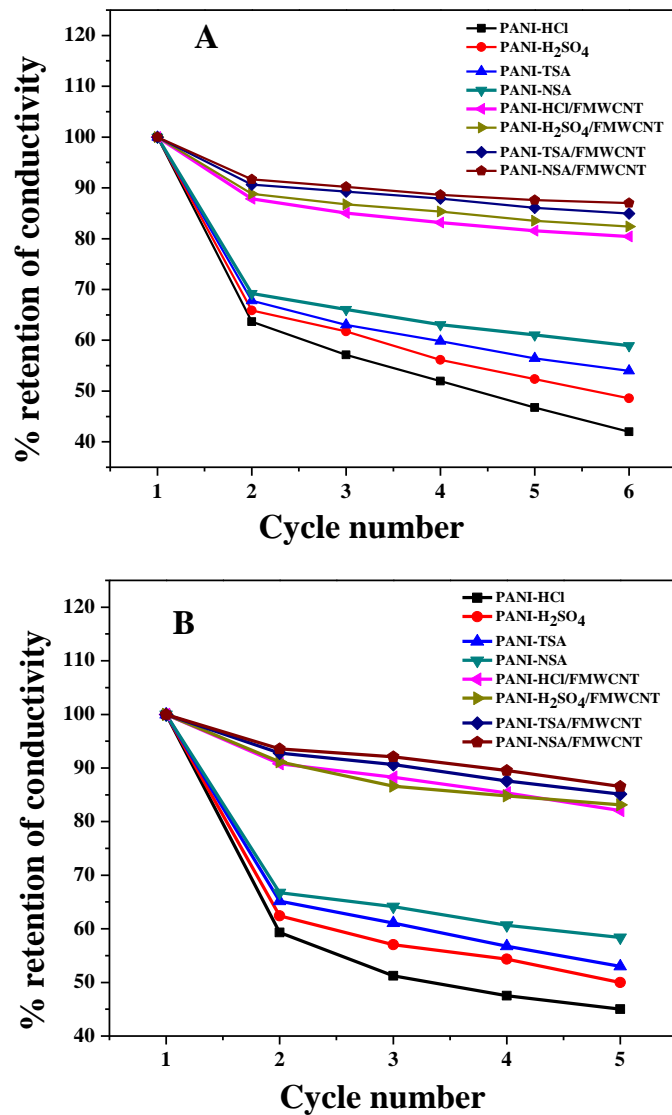 A
PANI-HCl
PANI-H₂SO₄
PANI-TSA
PANI-NSA
PANI-HCl/FMWCNT
PANI-H₂SO₄/FMWCNT
PANI-TSA/FMWCNT
PANI-NSA/FMWCNT
% retention of conductivity
120
110
100
90
80
70
60
50
40
1 2 3 4 5 6
Cycle number
B
PANI-HCl
PANI-H₂SO₄
PANI-TSA
PANI-NSA
PANI-HCl/FMWCNT
PANI-H₂SO₄/FMWCNT
PANI-TSA/FMWCNT
PANI-NSA/FMWCNT
% retention of conductivity
120
110
100
90
80
70
60
50
40
1 2 3 4 5
Cycle number